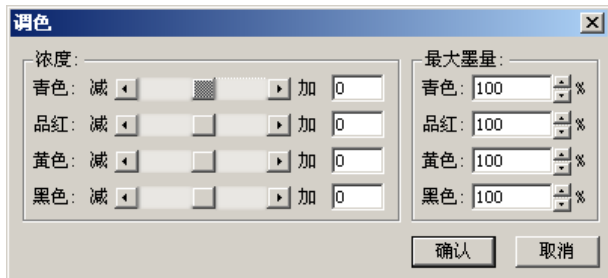 调色
浓度:
青色: 减 加 0
品红: 减 加 0
黄色: 减 加 0
黑色: 减 加 0
最大墨量:
青色: 100 %
品红: 100 %
黄色: 100 %
黑色: 100 %
确认 取消